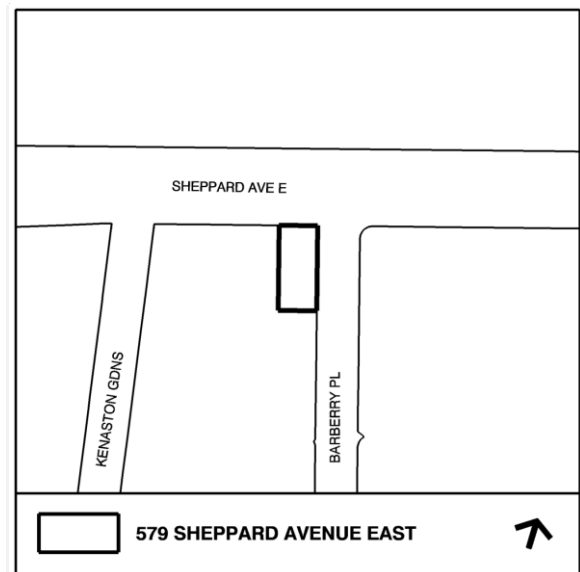 SHEPPARD AVE E
KENASTON GDNS
BARBERRY PL
579 SHEPPARD AVENUE EAST